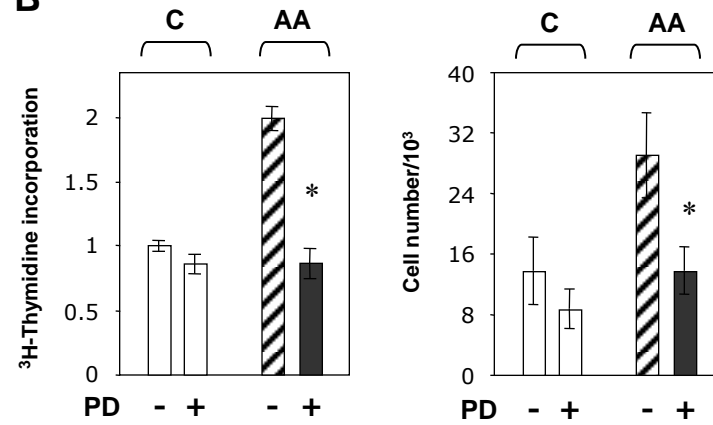 B
C AA
³H-Thymidine incorporation
2
1.5
1
0.5
0
*
PD - + - +
C AA
Cell number/10³
40
32
24
16
8
0
*
PD - + - +